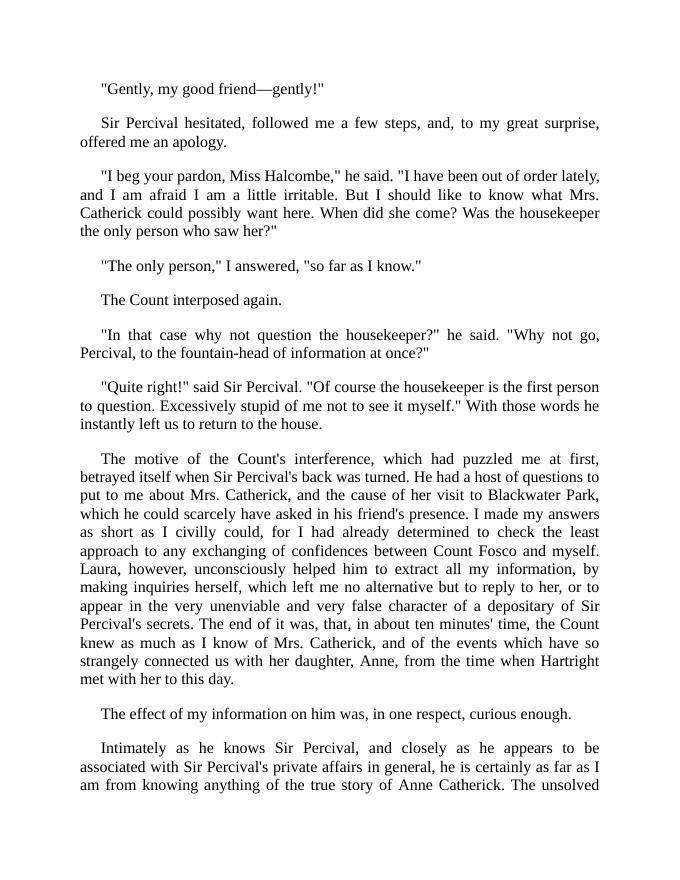 "Gently, my good friend—gently!"
Sir Percival hesitated, followed me a few steps, and, to my great surprise,
offered me an apology.
"I beg your pardon, Miss Halcombe," he said. "I have been out of order lately,
and I am afraid I am a little irritable. But I should like to know what Mrs.
Catherick could possibly want here. When did she come? Was the housekeeper
the only person who saw her?"
"The only person," I answered, "so far as I know."
The Count interposed again.
"In that case why not question the housekeeper?" he said. "Why not go,
Percival, to the fountain-head of information at once?"
"Quite right!" said Sir Percival. "Of course the housekeeper is the first person
to question. Excessively stupid of me not to see it myself." With those words he
instantly left us to return to the house.
The motive of the Count's interference, which had puzzled me at first,
betrayed itself when Sir Percival's back was turned. He had a host of questions to
put to me about Mrs. Catherick, and the cause of her visit to Blackwater Park,
which he could scarcely have asked in his friend's presence. I made my answers
as short as I civilly could, for I had already determined to check the least
approach to any exchanging of confidences between Count Fosco and myself.
Laura, however, unconsciously helped him to extract all my information, by
making inquiries herself, which left me no alternative but to reply to her, or to
appear in the very unenviable and very false character of a depositary of Sir
Percival's secrets. The end of it was, that, in about ten minutes' time, the Count
knew as much as I know of Mrs. Catherick, and of the events which have so
strangely connected us with her daughter, Anne, from the time when Hartright
met with her to this day.
The effect of my information on him was, in one respect, curious enough.
Intimately as he knows Sir Percival, and closely as he appears to be
associated with Sir Percival's private affairs in general, he is certainly as far as I
am from knowing anything of the true story of Anne Catherick. The unsolved